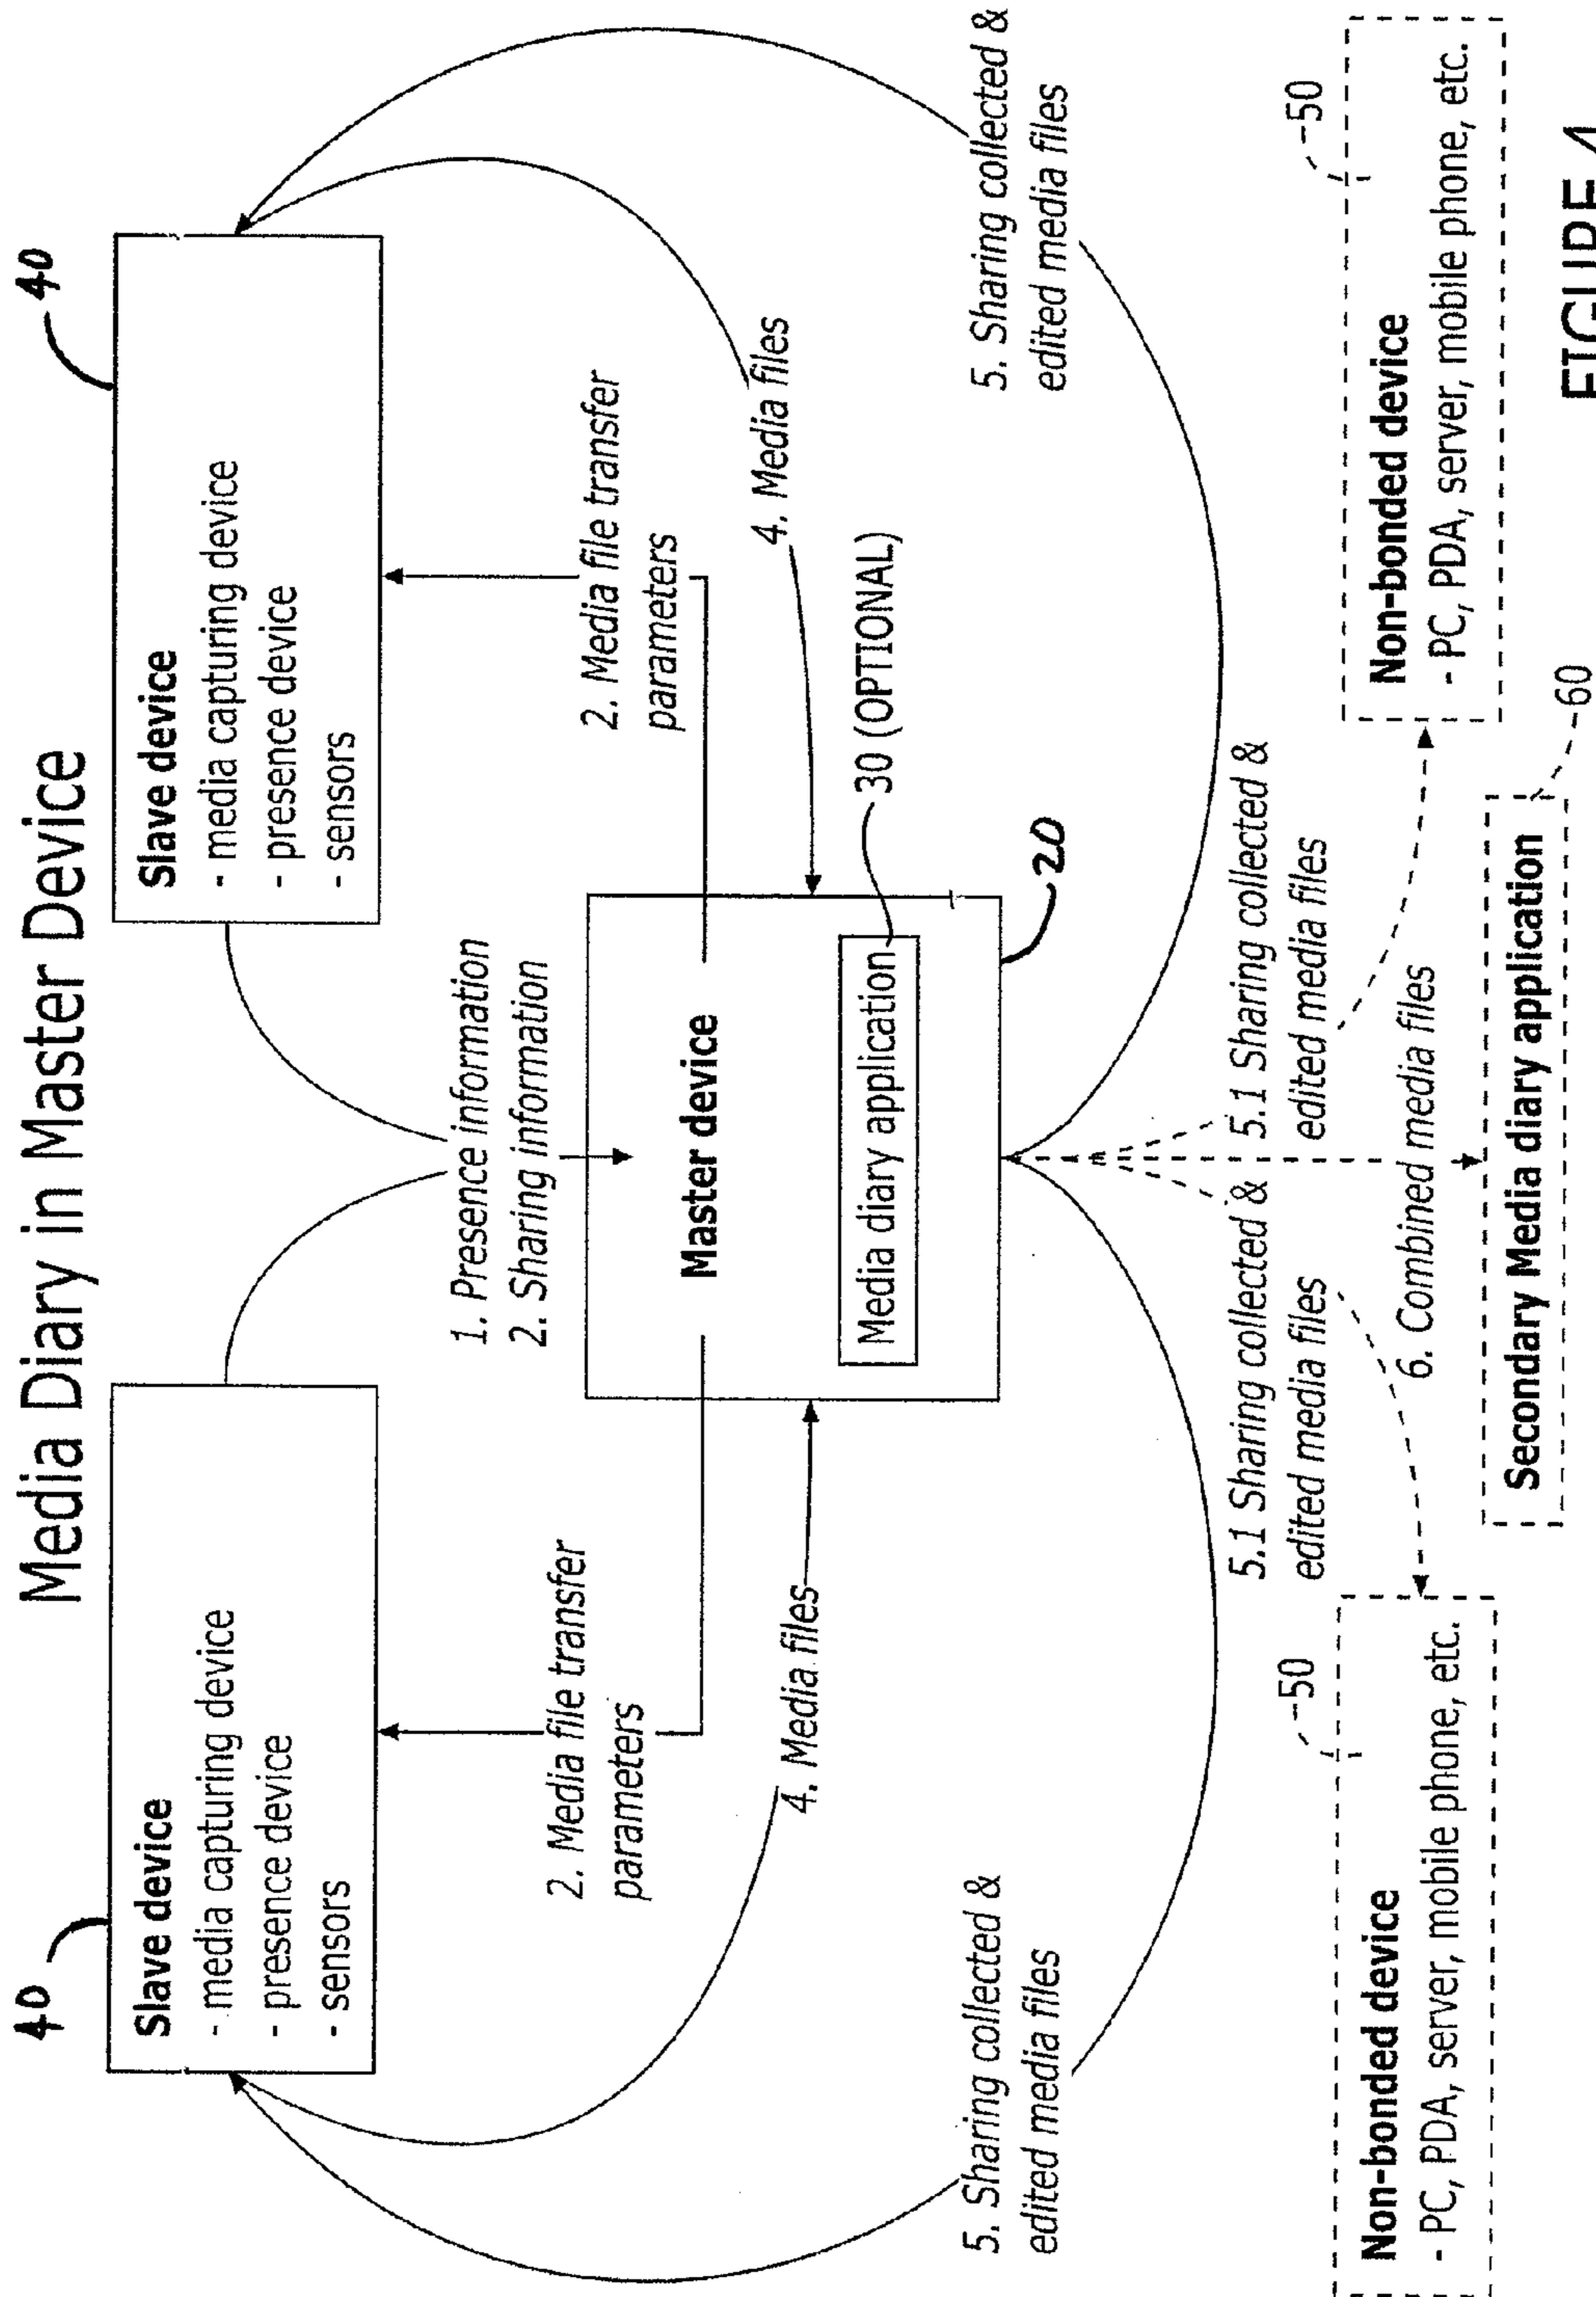 Media Diary in Master Device
40
Slave device
- media capturing device
- presence device
- sensors
40
Slave device
- media capturing device
- presence device
- sensors
1. Presence information
2. Sharing information
2. Media file transfer
parameters
2. Media file transfer
parameters
Master device
4. Media files
4. Media files
Media diary application
30 (OPTIONAL)
20
5. Sharing collected &
edited media files
5. Sharing collected &
edited media files
5.1 Sharing collected &
edited media files
5.1 Sharing collected &
edited media files
6. Combined media files
50
Non-bonded device
- PC, PDA, server, mobile phone, etc.
50
Non-bonded device
- PC, PDA, server, mobile phone, etc.
Secondary Media diary application
60
FIGURE 4